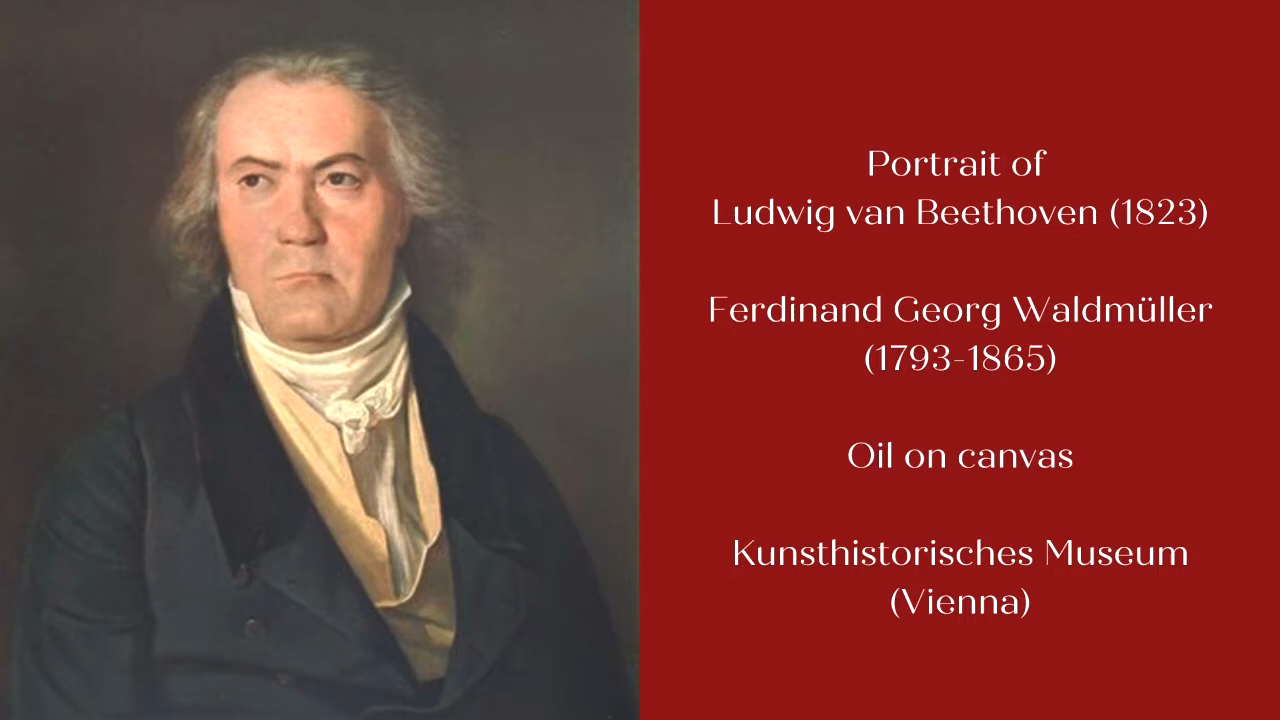 Portrait of
Ludwig van Beethoven (1823)
Ferdinand Georg Waldmüller
(1793-1865)
Oil on canvas
Kunsthistorisches Museum
(Vienna)